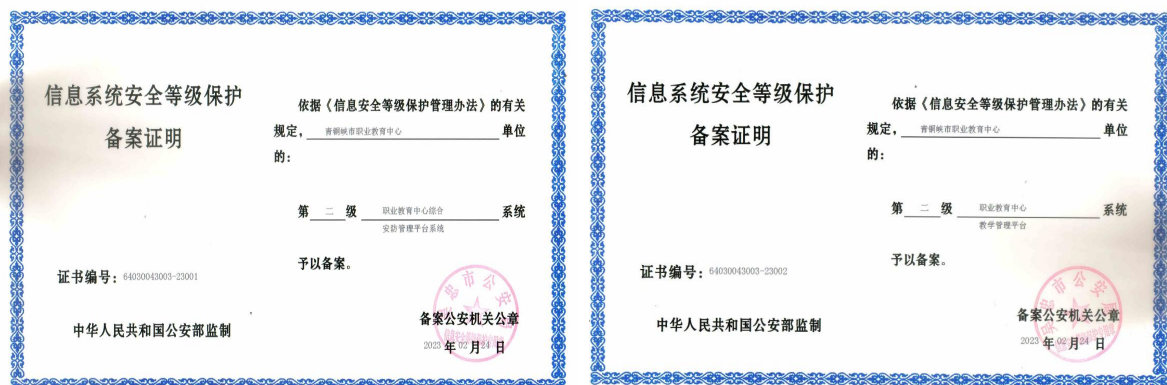 信息系统安全等级保护
备案证明
证书编号：64030043003-23001
中华人民共和国公安部监制
依据《信息安全等级保护管理办法》的有关
规定，青铜峡市职业教育中心单位
的：
第二级职业教育中心综合系统
安防管理平台系统
予以备案。
备案公安机关公章
2023年02月24日
忠市公安
信息系统安全等级保护
备案证明
证书编号：64030043003-23002
中华人民共和国公安部监制
依据《信息安全等级保护管理办法》的有关
规定，青铜峡市职业教育中心单位
的：
第二级职业教育中心系统
教学管理平台
予以备案。
备案公安机关公章
2023年02月24日
吴忠市公安局